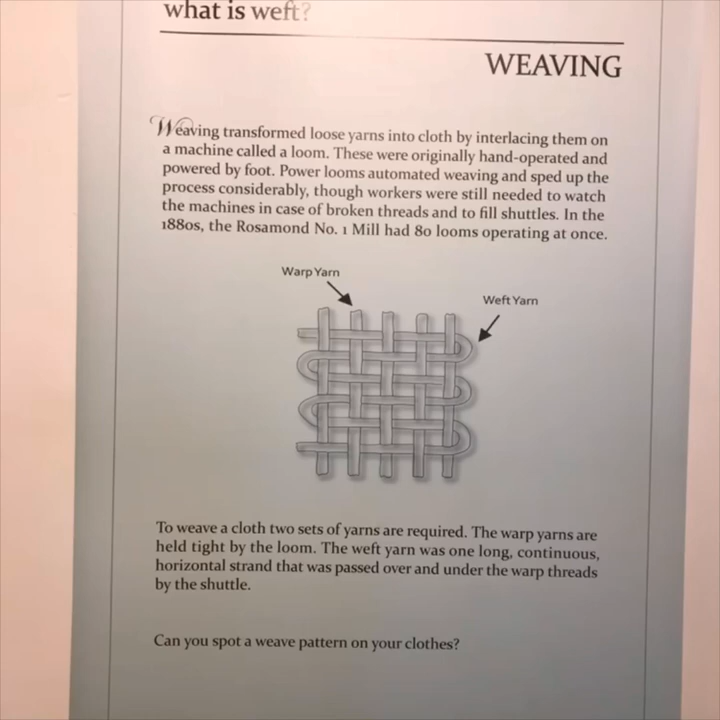 what is weft?
WEAVING
Weaving transformed loose yarns into cloth by interlacing them on
a machine called a loom. These were originally hand-operated and
powered by foot. Power looms automated weaving and sped up the
process considerably, though workers were still needed to watch
the machines in case of broken threads and to fill shuttles. In the
1880s, the Rosamond No. 1 Mill had 80 looms operating at once.
Warp Yarn
Weft Yarn
To weave a cloth two sets of yarns are required. The warp yarns are
held tight by the loom. The weft yarn was one long, continuous,
horizontal strand that was passed over and under the warp threads
by the shuttle.
Can you spot a weave pattern on your clothes?